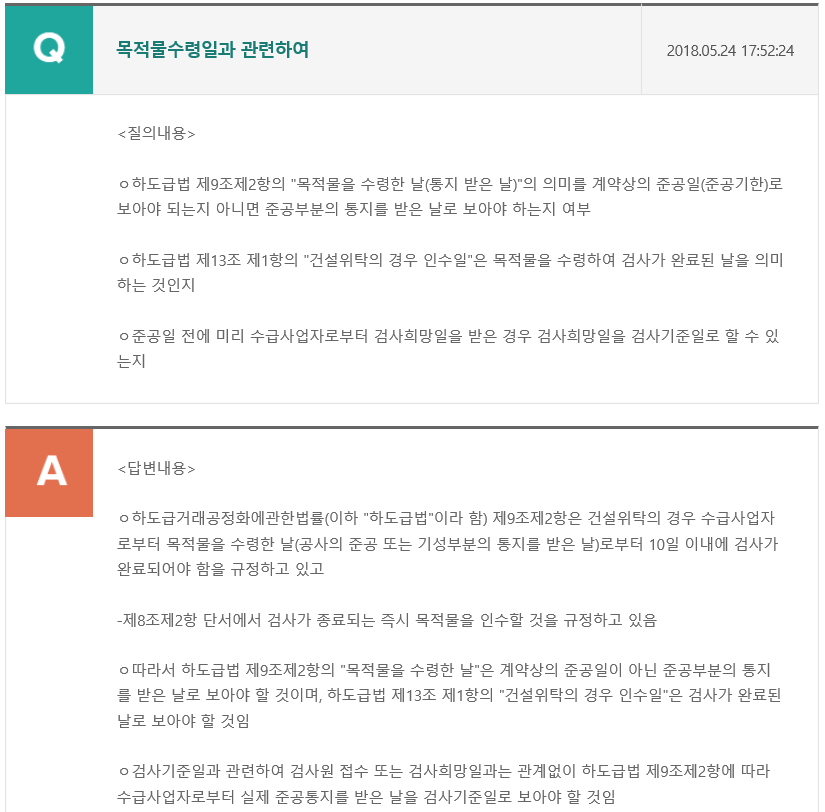 Q
목적물수령일과 관련하여
2018.05.24 17:52:24
<질의내용>
ㅇ하도급법 제9조제2항의 "목적물을 수령한 날(통지 받은 날)"의 의미를 계약상의 준공일(준공기한)로
보아야 되는지 아니면 준공부분의 통지를 받은 날로 보아야 하는지 여부
ㅇ하도급법 제13조 제1항의 "건설위탁의 경우 인수일"은 목적물을 수령하여 검사가 완료된 날을 의미
하는 것인지
ㅇ준공일 전에 미리 수급사업자로부터 검사희망일을 받은 경우 검사희망일을 검사기준일로 할 수 있
는지
A
<답변내용>
ㅇ하도급거래공정화에관한법률(이하 "하도급법"이라 함) 제9조제2항은 건설위탁의 경우 수급사업자
로부터 목적물을 수령한 날(공사의 준공 또는 기성부분의 통지를 받은 날)로부터 10일 이내에 검사가
완료되어야 함을 규정하고 있고
-제8조제2항 단서에서 검사가 종료되는 즉시 목적물을 인수할 것을 규정하고 있음
ㅇ따라서 하도급법 제9조제2항의 "목적물을 수령한 날"은 계약상의 준공일이 아닌 준공부분의 통지
를 받은 날로 보아야 할 것이며, 하도급법 제13조 제1항의 "건설위탁의 경우 인수일"은 검사가 완료된
날로 보아야 할 것임
ㅇ검사기준일과 관련하여 검사원 접수 또는 검사희망일과는 관계없이 하도급법 제9조제2항에 따라
수급사업자로부터 실제 준공통지를 받은 날을 검사기준일로 보아야 할 것임